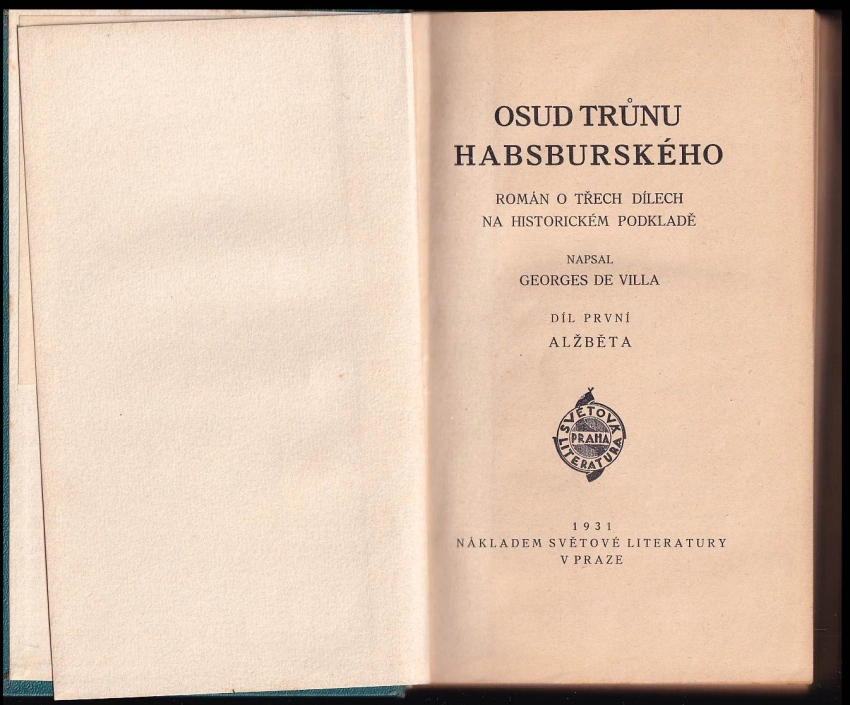 OSUD TRŮNU
HABSBURSKÉHO
ROMÁN O TŘECH DÍLECH
NA HISTORICKÉM PODKLADĚ
NAPSAL
GEORGES DE VILLA
DÍL PRVNÍ
ALŽBĚTA
SVĚTOVÁ
PRAHA
LITERATURA
1931
NÁKLADEM SVĚTOVÉ LITERATURY
V PRAZE